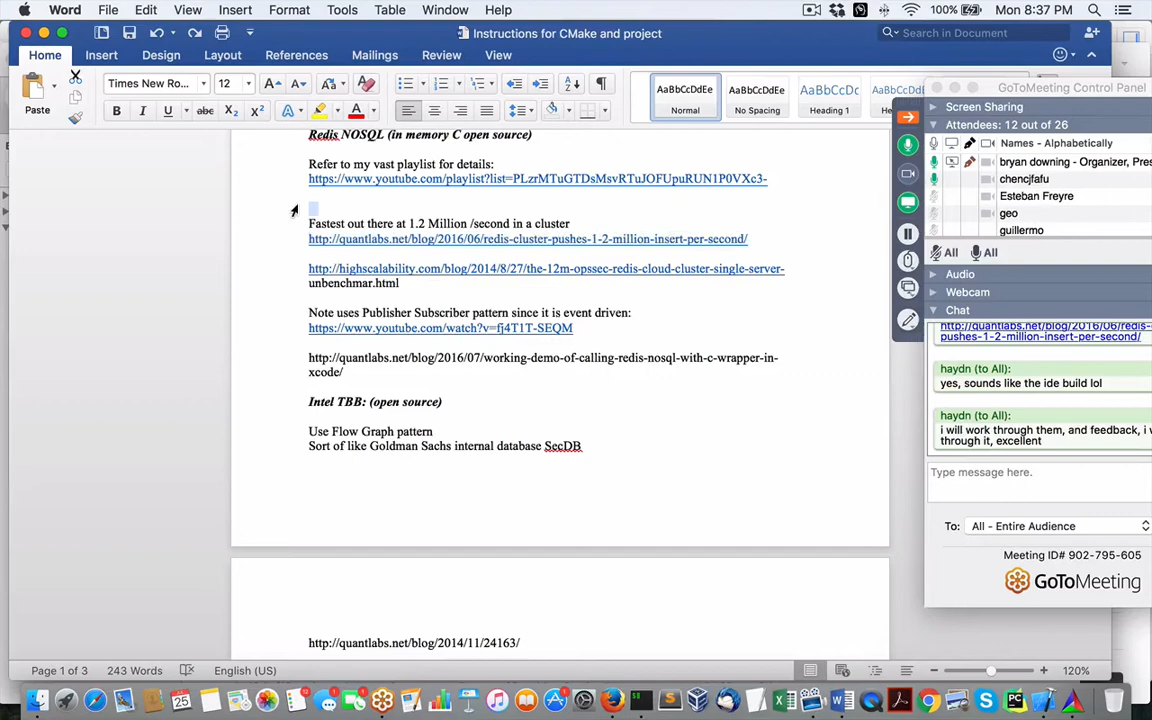 Word File Edit View Insert Format Tools Table Window Help 100% Mon 8:37 PM
Instructions for CMake and project
Search in Document
Home Insert Design Layout References Mailings Review View
Paste
Times New Ro... 12
AaBbCcDdEe AaBbCcDdEe AaBbCcDc
Normal No Spacing Heading 1
Redis NOSQL (in memory C open source)
Refer to my vast playlist for details:
https://www.youtube.com/playlist?list=PLzrMTuGTDsMsvRTuJOFUpuRUN1P0VXc3-
Fastest out there at 1.2 Million /second in a cluster
http://quantlabs.net/blog/2016/06/redis-cluster-pushes-1-2-million-insert-per-second/
http://highscalability.com/blog/2014/8/27/the-12m-opssec-redis-cloud-cluster-single-server-
unbenchmar.html
Note uses Publisher Subscriber pattern since it is event driven:
https://www.youtube.com/watch?v=fj4T1T-SEQM
http://quantlabs.net/blog/2016/07/working-demo-of-calling-redis-nosql-with-c-wrapper-in-
xcode/
Intel TBB: (open source)
Use Flow Graph pattern
Sort of like Goldman Sachs internal database SecDB
http://quantlabs.net/blog/2014/11/24163/
GoToMeeting Control Panel
Screen Sharing
Attendees: 12 out of 26
Names - Alphabetically
bryan downing - Organizer, Pres
chencjfafu
Esteban Freyre
geo
guillermo
All All
Audio
Webcam
Chat
http://quantlabs.net/blog/2016/06/redis-
pushes-1-2-million-insert-per-second/
haydn (to All):
yes, sounds like the ide build lol
haydn (to All):
i will work through them, and feedback, i w
through it, excellent
Type message here.
To: All - Entire Audience
Meeting ID# 902-795-605
GoToMeeting
Page 1 of 3 243 Words English (US) 120%